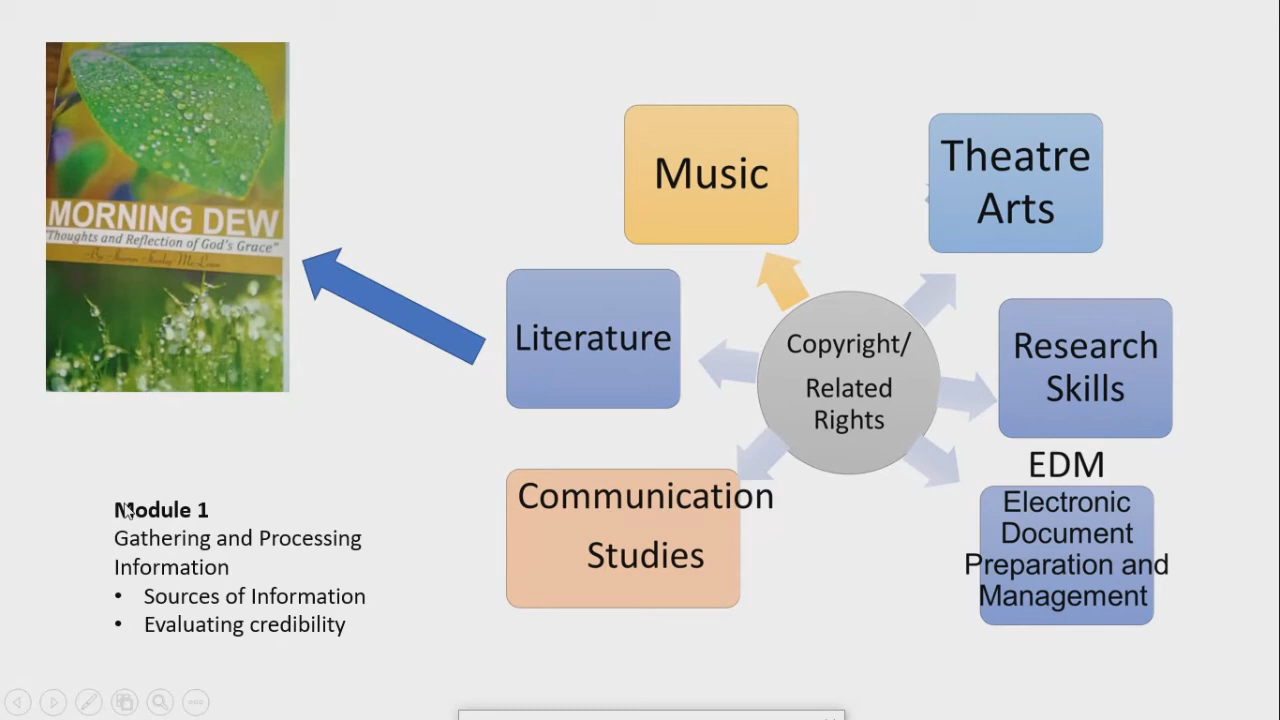 MORNING DEW
"Thoughts and Reflection of God's Grace"
Music
Theatre
Arts
Literature
Copyright/
Related
Rights
Research
Skills
Communication
Studies
EDM
Electronic
Document
Preparation and
Management
Module 1
Gathering and Processing
Information
• Sources of Information
• Evaluating credibility